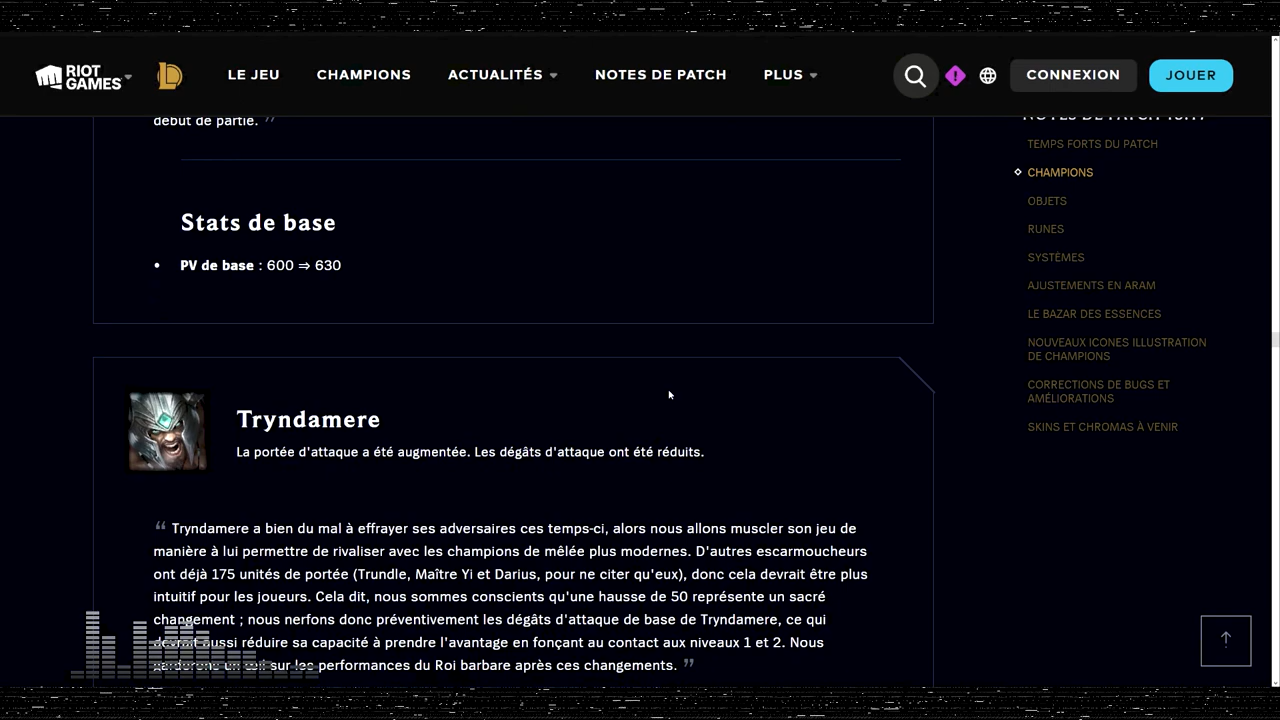 RIOT
GAMES
LE JEU
CHAMPIONS
ACTUALITÉS
NOTES DE PATCH
PLUS
CONNEXION
JOUER
début de partie. ”
Stats de base
• PV de base : 600 ⇒ 630
Tryndamere
La portée d'attaque a été augmentée. Les dégâts d'attaque ont été réduits.
“ Tryndamere a bien du mal à effrayer ses adversaires ces temps-ci, alors nous allons muscler son jeu de
manière à lui permettre de rivaliser avec les champions de mêlée plus modernes. D'autres escarmoucheurs
ont déjà 175 unités de portée (Trundle, Maître Yi et Darius, pour ne citer qu'eux), donc cela devrait être plus
intuitif pour les joueurs. Cela dit, nous sommes conscients qu'une hausse de 50 représente un sacré
changement ; nous nerfons donc préventivement les dégâts d'attaque de base de Tryndamere, ce qui
devrait aussi réduire sa capacité à prendre l'avantage en forçant au contact aux niveaux 1 et 2. Nous
sur les performances du Roi barbare après ces changements. ”
NOTES DE PATCH
TEMPS FORTS DU PATCH
CHAMPIONS
OBJETS
RUNES
SYSTÈMES
AJUSTEMENTS EN ARAM
LE BAZAR DES ESSENCES
NOUVEAUX ICONES ILLUSTRATION
DE CHAMPIONS
CORRECTIONS DE BUGS ET
AMÉLIORATIONS
SKINS ET CHROMAS À VENIR